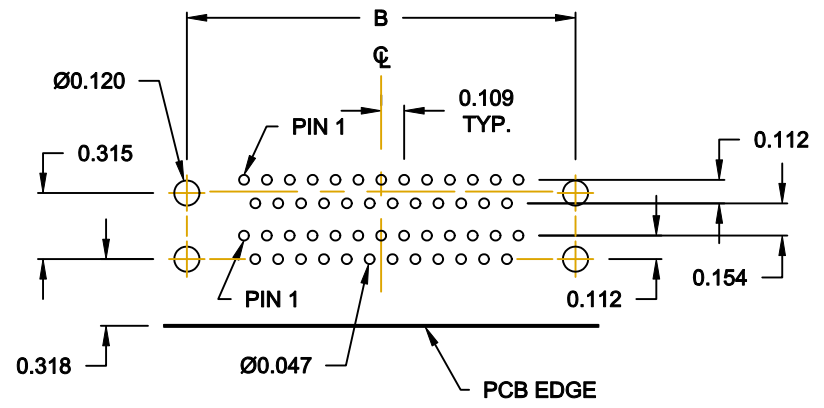 B
℄
Ø0.120
0.109
TYP.
PIN 1
0.112
0.315
0.154
PIN 1
0.112
0.318
Ø0.047
PCB EDGE